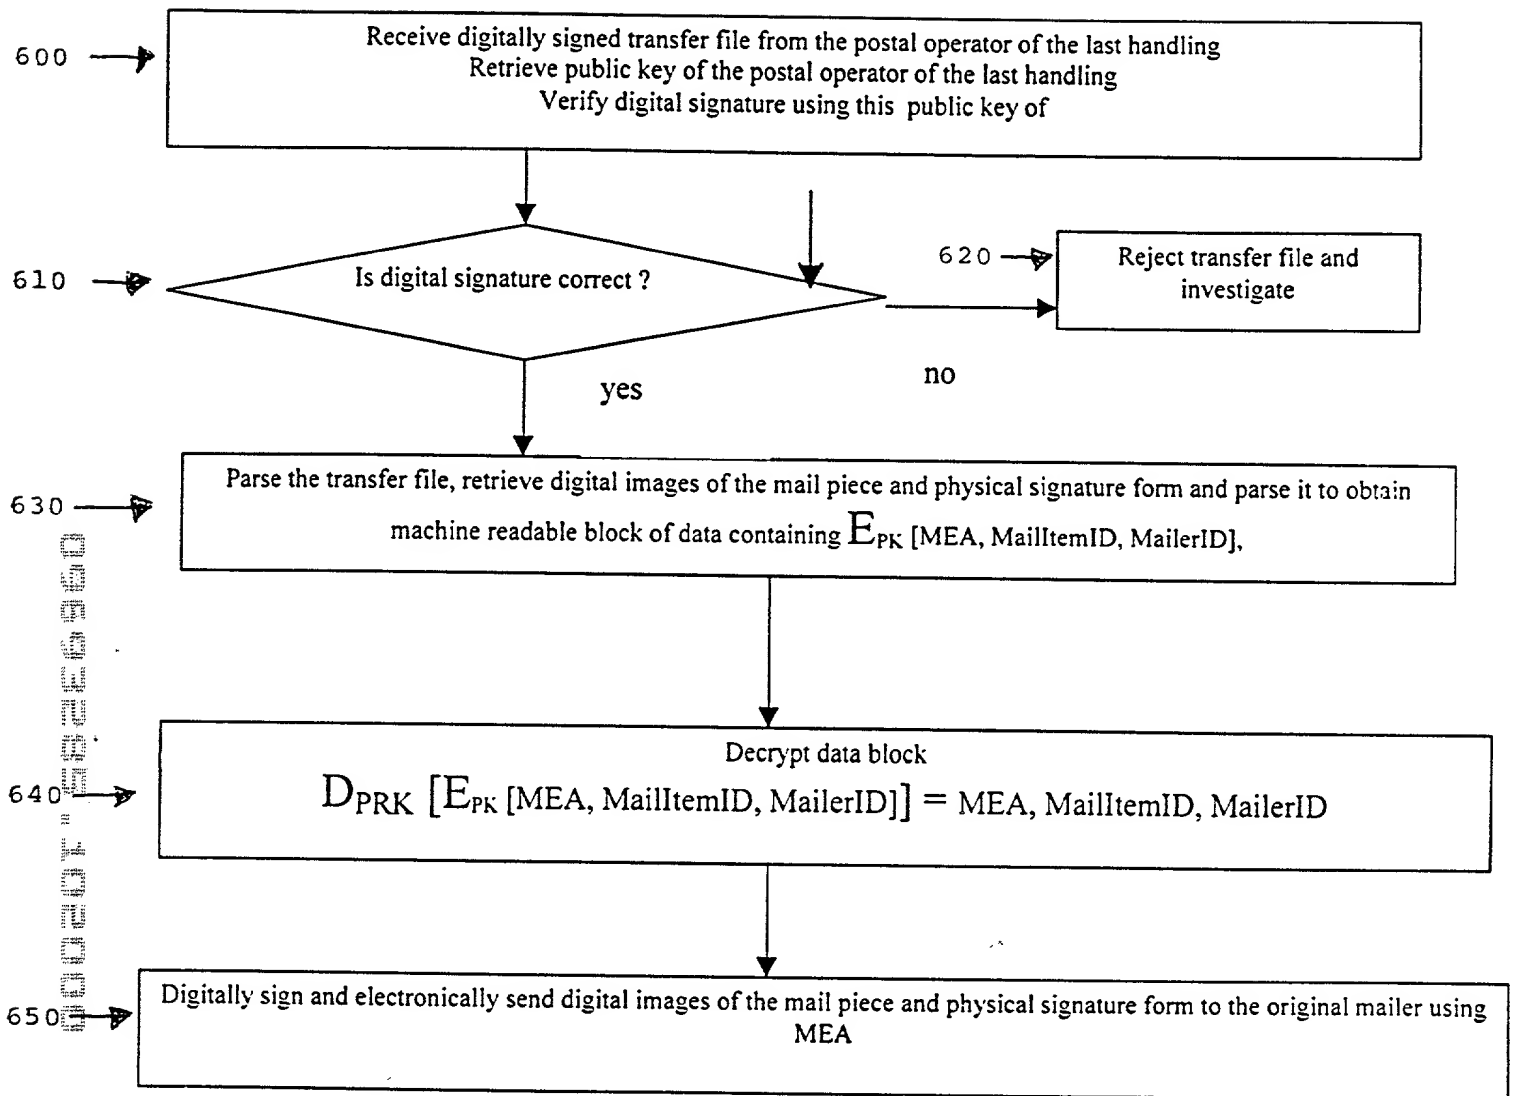 600
Receive digitally signed transfer file from the postal operator of the last handling
Retrieve public key of the postal operator of the last handling
Verify digital signature using this public key of
610
Is digital signature correct ?
620
Reject transfer file and
investigate
yes
no
630
Parse the transfer file, retrieve digital images of the mail piece and physical signature form and parse it to obtain
machine readable block of data containing EPK [MEA, MailItemID, MailerID],
640
Decrypt data block
DPRK [EPK [MEA, MailItemID, MailerID]] = MEA, MailItemID, MailerID
650
Digitally sign and electronically send digital images of the mail piece and physical signature form to the original mailer using
MEA